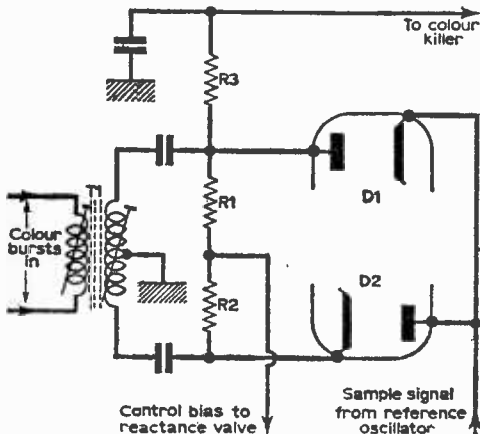 To colour
killer
R3
T1
R1
D1
Colour
bursts
in
R2
D2
Control bias to
reactance valve
Sample signal
from reference
oscillator